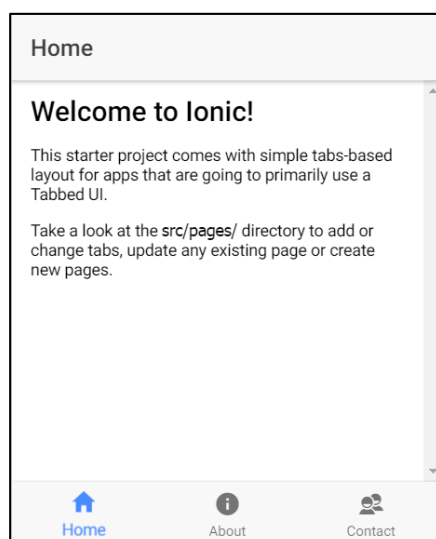 Home
Welcome to Ionic!
This starter project comes with simple tabs-based
layout for apps that are going to primarily use a
Tabbed UI.
Take a look at the src/pages/ directory to add or
change tabs, update any existing page or create
new pages.
Home
About
Contact